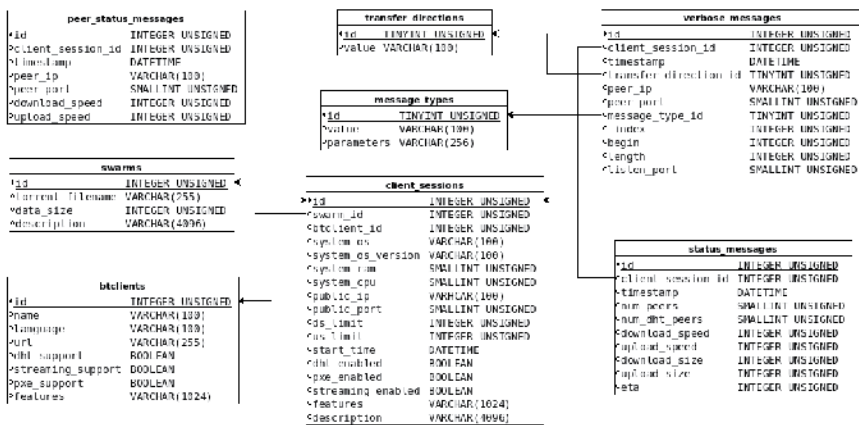 peer_status_messages
id INTEGER UNSIGNED
client_session_id INTEGER UNSIGNED
timestamp DATETIME
peer_ip VARCHAR(100)
peer_port SMALLINT UNSIGNED
download_speed INTEGER UNSIGNED
upload_speed INTEGER UNSIGNED
transfer_directions
id TINYINT UNSIGNED
value VARCHAR(100)
verbose_messages
id INTEGER UNSIGNED
client_session_id INTEGER UNSIGNED
timestamp DATETIME
transfer_direction_id TINYINT UNSIGNED
peer_ip VARCHAR(100)
peer_port SMALLINT UNSIGNED
message_type_id TINYINT UNSIGNED
_index INTEGER UNSIGNED
begin INTEGER UNSIGNED
length INTEGER UNSIGNED
listen_port SMALLINT UNSIGNED
message_types
id TINYINT UNSIGNED
value VARCHAR(100)
parameters VARCHAR(256)
swarms
id INTEGER UNSIGNED
torrent_filename VARCHAR(255)
data_size INTEGER UNSIGNED
description VARCHAR(4096)
client_sessions
id INTEGER UNSIGNED
swarm_id INTEGER UNSIGNED
btclient_id INTEGER UNSIGNED
system_os VARCHAR(100)
system_os_version VARCHAR(100)
system_ram SMALLINT UNSIGNED
system_cpu SMALLINT UNSIGNED
public_ip VARHCAR(100)
public_port SMALLINT UNSIGNED
ds_limit INTEGER UNSIGNED
us_limit INTEGER UNSIGNED
start_time DATETIME
dht_enabled BOOLEAN
pxe_enabled BOOLEAN
streaming_enabled BOOLEAN
features VARCHAR(1024)
description VARCHAR(4096)
btclients
id INTEGER UNSIGNED
name VARCHAR(100)
language VARCHAR(100)
url VARCHAR(255)
dht_support BOOLEAN
streaming_support BOOLEAN
pxe_support BOOLEAN
features VARCHAR(1024)
status_messages
id INTEGER UNSIGNED
client_session_id INTEGER UNSIGNED
timestamp DATETIME
num_peers SMALLINT UNSIGNED
num_dht_peers SMALLINT UNSIGNED
download_speed INTEGER UNSIGNED
upload_speed INTEGER UNSIGNED
download_size INTEGER UNSIGNED
upload_size INTEGER UNSIGNED
eta INTEGER UNSIGNED